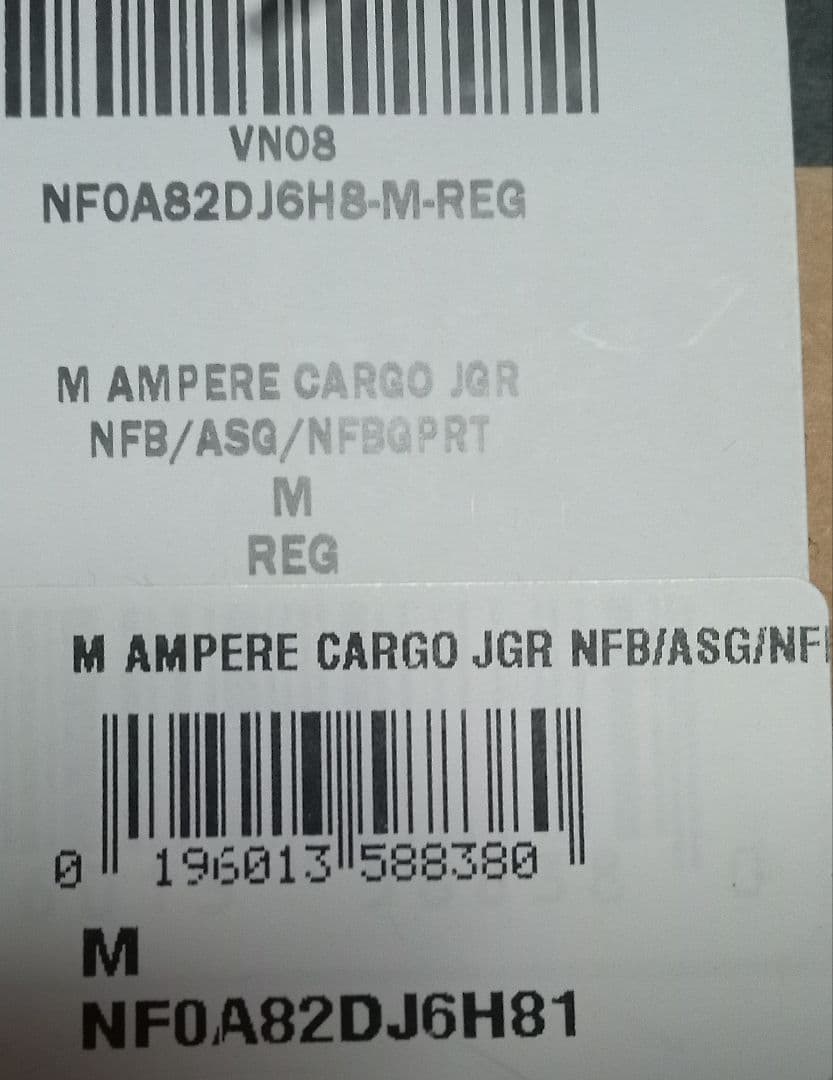 VN08
NF0A82DJ6H8-M-REG
M AMPERE CARGO JGR
NFB/ASG/NFBGPRT
M
REG
M AMPERE CARGO JGR NFB/ASG/NF
0 196013 588380
M
NF0A82DJ6H81